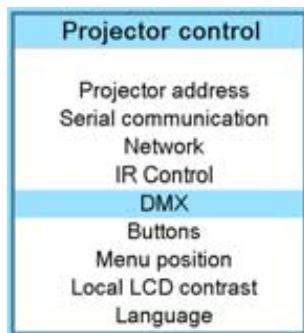 Projector control
Projector address
Serial communication
Network
IR Control
DMX
Buttons
Menu position
Local LCD contrast
Language